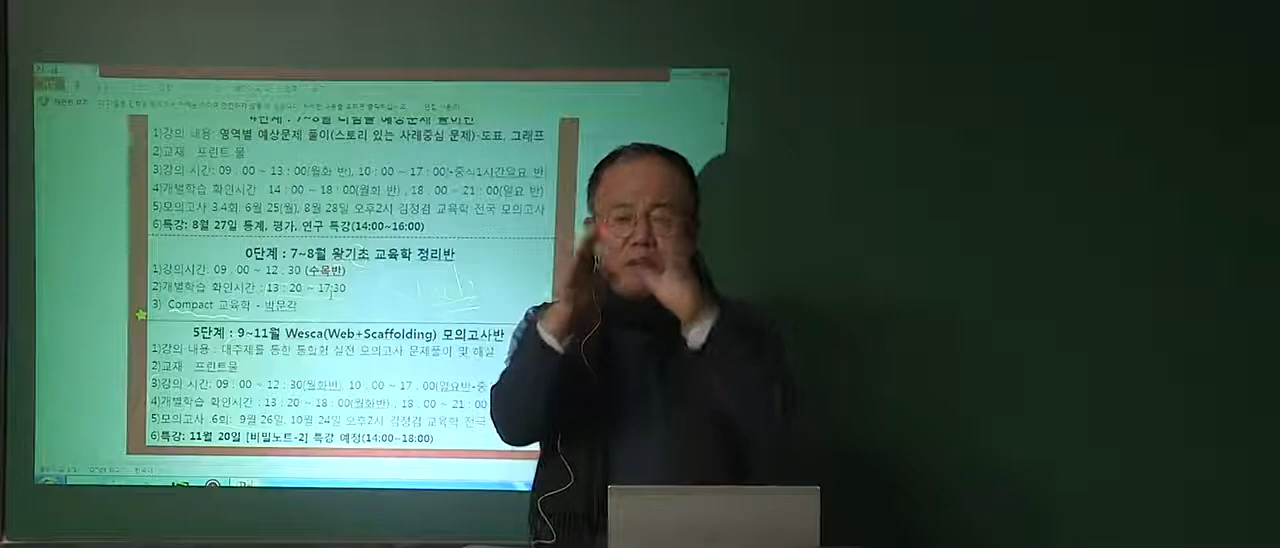 1)강의 내용: 영역별 예상문제 풀이(스토리 있는 사례중심 문제)-도표, 그래프
2)교재 프린트 물
3)강의 시간: 09 : 00 ~ 13 : 00(월화 반), 10 : 00 ~ 17 : 00)-중식1시간일요 반)
4)개별학습 확인시간 14 : 00 ~ 18 : 00(월화 반) , 18 : 00 ~ 21 : 00(일요 반)
5)모의고사 3.4회: 6월 25(월), 8월 28일 오후2시 김정겸 교육학 전국 모의고사
6)특강: 8월 27일 통계, 평가, 연구 특강(14:00~16:00)
0단계 : 7~8월 왕기초 교육학 정리반
1)강의시간: 09 : 00 ~ 12 : 30 (수목반)
2)개별학습 확인시간 : 13 : 20 ~ 17:30
3) Compact 교육학 - 박문각
5단계 : 9~11월 Wesca(Web+Scaffolding) 모의고사반
1)강의 내용 : 대주제를 통한 통합형 실전 모의고사 문제풀이 및 해설
2)교재 프린트물
3)강의 시간: 09 : 00 ~ 12 : 30(월화반), 10 : 00 ~ 17 : 00(일요반-중
4)개별학습 확인시간 : 13 : 20 ~ 18 : 00(월화반) , 18 : 00 ~ 21 : 00
5)모의고사 6회: 9월 26일, 10월 24일 오후2시 김정겸 교육학 전국
6)특강: 11월 20일 [비밀노트-2] 특강 예정(14:00~18:00)